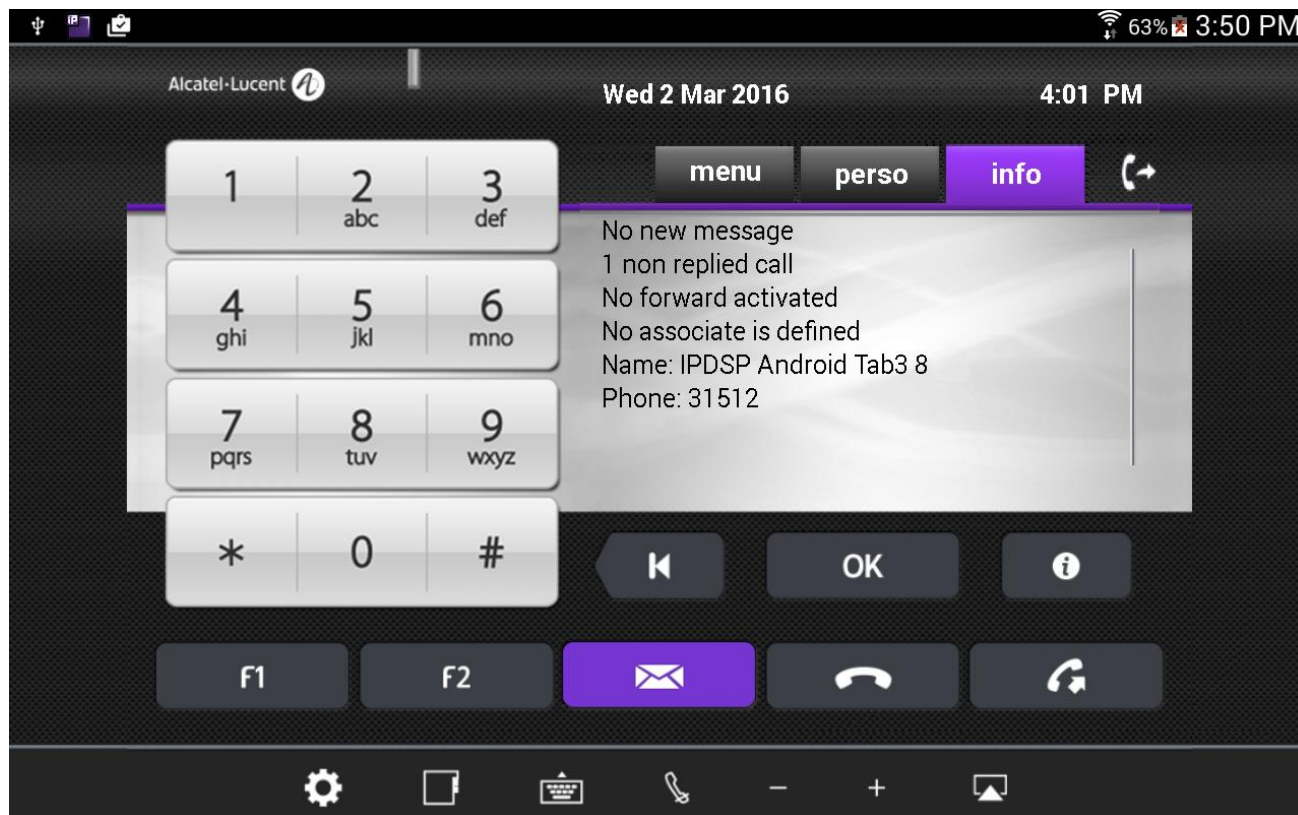 63% 3:50 PM
Alcatel·Lucent
Wed 2 Mar 2016 4:01 PM
menu perso info
1 2 abc 3 def
4 ghi 5 jkl 6 mno
7 pqrs 8 tuv 9 wxyz
* 0 #
No new message
1 non replied call
No forward activated
No associate is defined
Name: IPDSP Android Tab3 8
Phone: 31512
OK
F1 F2